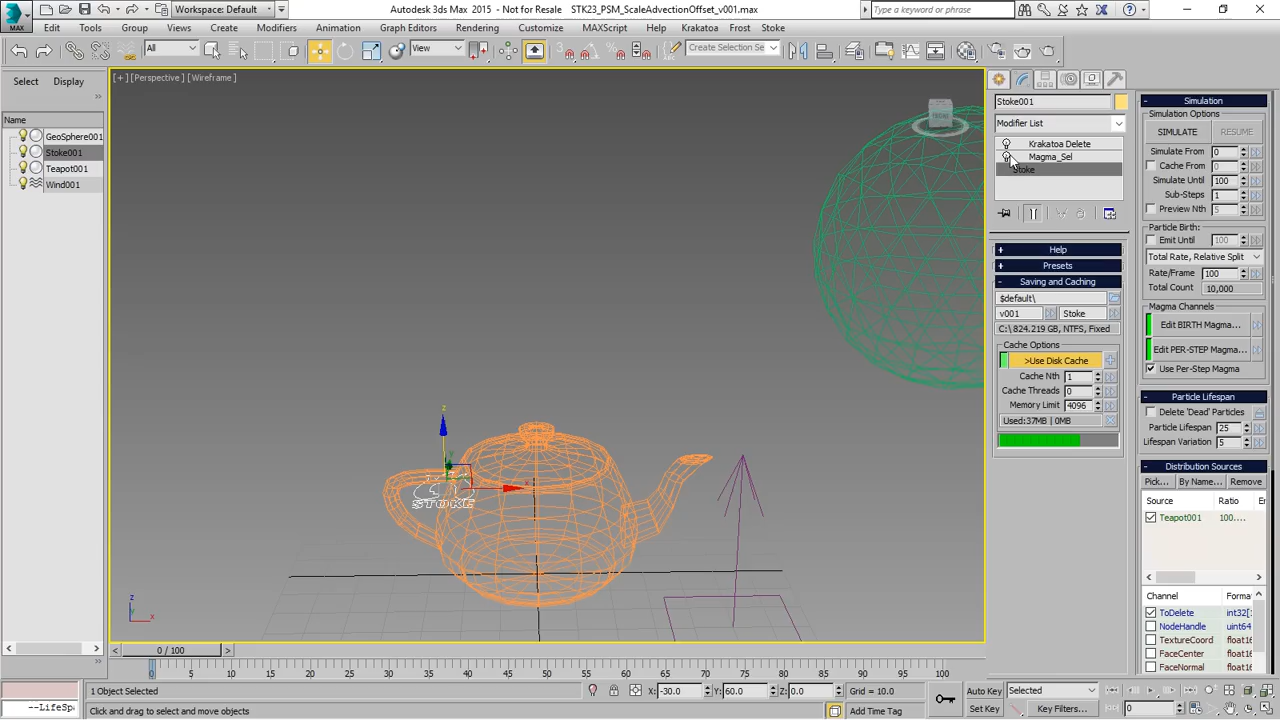 Workspace: Default
Autodesk 3ds Max 2015 - Not for Resale STK23_PSM_ScaleAdvectionOffset_v001.max
Type a keyword or phrase
Edit Tools Group Views Create Modifiers Animation Graph Editors Rendering Customize MAXScript Help Krakatoa Frost Stoke
All
View
Create Selection Se
Select Display
Name
GeoSphere001
Stoke001
Teapot001
Wind001
[+] [Perspective] [Wireframe]
z
x
STOKE
z
x
Stoke001
Modifier List
Krakatoa Delete
Magma_Sel
Stoke
+ Help
+ Presets
- Saving and Caching
$default\
v001 Stoke
C:\ 824.219 GB, NTFS, Fixed
Cache Options
>Use Disk Cache
Cache Nth 1
Cache Threads 0
Memory Limit 4096
Used:37MB | 0MB
- Simulation
Simulation Options
SIMULATE RESUME
Simulate From 0
Cache From 0
Simulate Until 100
Sub-Steps 1
Preview Nth 5
Particle Birth:
Emit Until 100
Total Rate, Relative Split
Rate/Frame 100
Total Count 10,000
Magma Channels
Edit BIRTH Magma...
Edit PER-STEP Magma...
Use Per-Step Magma
- Particle Lifespan
Delete 'Dead' Particles
Particle Lifespan 25
Lifespan Variation 5
- Distribution Sources
Pick... By Name... Remove
Source Ratio
Teapot001 100....
Channel Format
ToDelete int32[
NodeHandle uint64
TextureCoord float16
FaceCenter float16
FaceNormal float16
< 0 / 100 >
0 5 10 15 20 25 30 35 40 45 50 55 60 65 70 75 80 85 90 95 100
--LifeSp
1 Object Selected
Click and drag to select and move objects
X: -30.0 Y: 60.0 Z: 0.0
Grid = 10.0
Add Time Tag
Auto Key Selected
Set Key Key Filters...
0